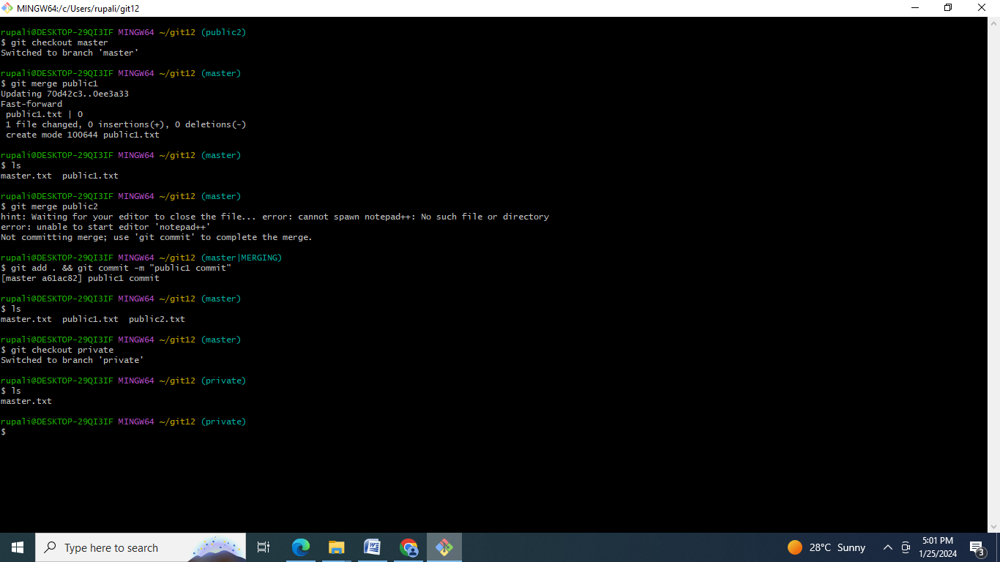 MINGW64:/c/Users/rupali/git12
rupali@DESKTOP-29QI3IF MINGW64 ~/git12 (public2)
$ git checkout master
Switched to branch 'master'
rupali@DESKTOP-29QI3IF MINGW64 ~/git12 (master)
$ git merge public1
Updating 70d42c3..0ee3a33
Fast-forward
 public1.txt | 0
 1 file changed, 0 insertions(+), 0 deletions(-)
 create mode 100644 public1.txt
rupali@DESKTOP-29QI3IF MINGW64 ~/git12 (master)
$ ls
master.txt  public1.txt
rupali@DESKTOP-29QI3IF MINGW64 ~/git12 (master)
$ git merge public2
hint: Waiting for your editor to close the file... error: cannot spawn notepad++: No such file or directory
error: unable to start editor 'notepad++'
Not committing merge; use 'git commit' to complete the merge.
rupali@DESKTOP-29QI3IF MINGW64 ~/git12 (master|MERGING)
$ git add . && git commit -m "public1 commit"
[master a61ac82] public1 commit
rupali@DESKTOP-29QI3IF MINGW64 ~/git12 (master)
$ ls
master.txt  public1.txt  public2.txt
rupali@DESKTOP-29QI3IF MINGW64 ~/git12 (master)
$ git checkout private
Switched to branch 'private'
rupali@DESKTOP-29QI3IF MINGW64 ~/git12 (private)
$ ls
master.txt
rupali@DESKTOP-29QI3IF MINGW64 ~/git12 (private)
$
Type here to search
28°C Sunny
5:01 PM
1/25/2024
3